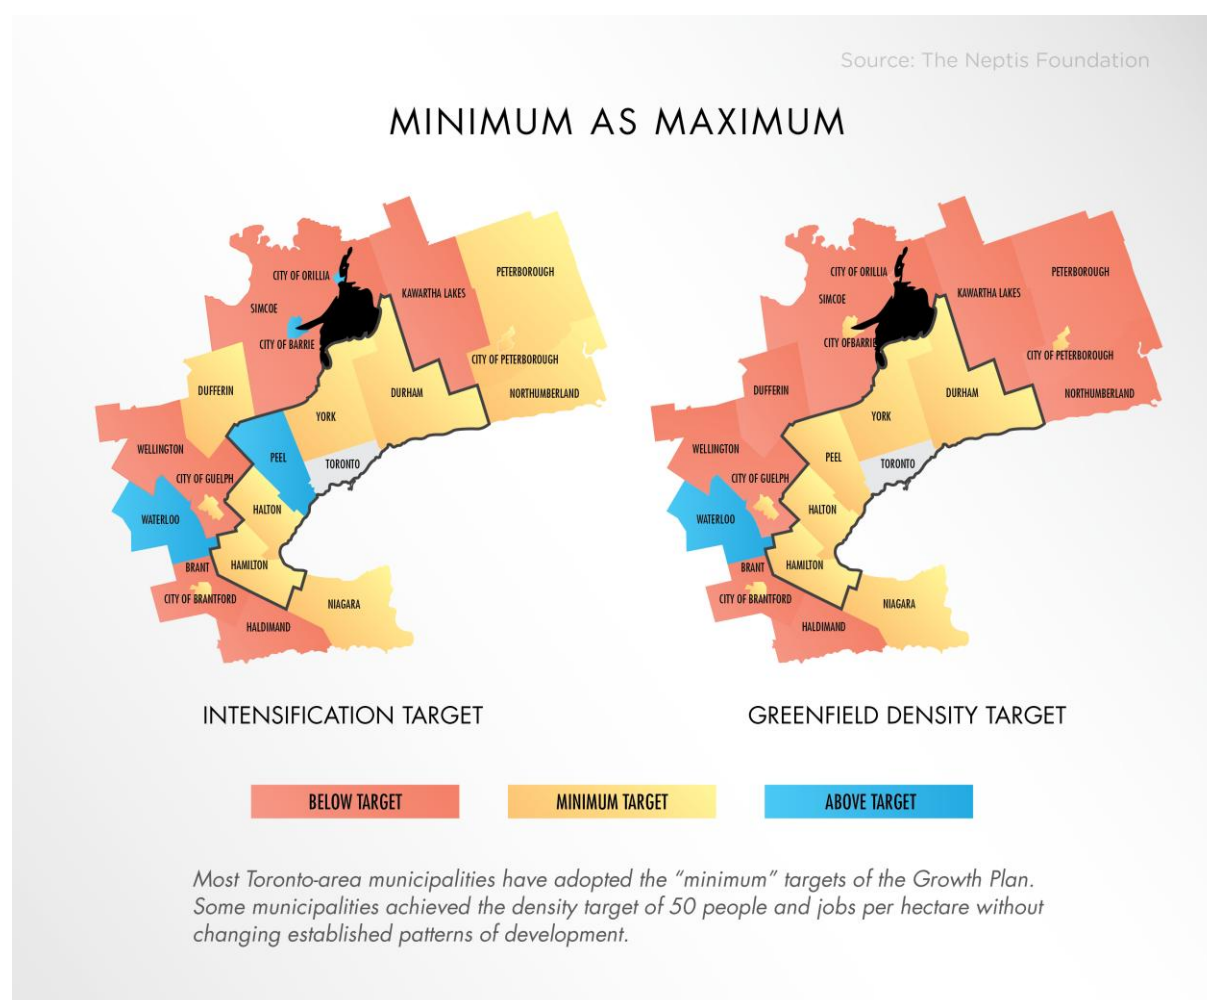 Source: The Neptis Foundation
MINIMUM AS MAXIMUM
CITY OF ORILLIA
PETERBOROUGH
KAWARTHA LAKES
SIMCOE
CITY OF BARRIE
CITY OF PETERBOROUGH
DUFFERIN
DURHAM
NORTHUMBERLAND
YORK
WELLINGTON
PEEL
TORONTO
CITY OF GUELPH
HALTON
WATERLOO
BRANT
HAMILTON
CITY OF BRANTFORD
NIAGARA
HALDIMAND
INTENSIFICATION TARGET
CITY OF ORILLIA
PETERBOROUGH
KAWARTHA LAKES
SIMCOE
CITY OFBARRIE
CITY OF PETERBOROUGH
DUFFERIN
DURHAM
NORTHUMBERLAND
YORK
WELLINGTON
PEEL
TORONTO
CITY OF GUELPH
HALTON
WATERLOO
BRANT
HAMILTON
CITY OF BRANTFORD
NIAGARA
HALDIMAND
GREENFIELD DENSITY TARGET
BELOW TARGET
MINIMUM TARGET
ABOVE TARGET
Most Toronto-area municipalities have adopted the “minimum” targets of the Growth Plan.
Some municipalities achieved the density target of 50 people and jobs per hectare without
changing established patterns of development.